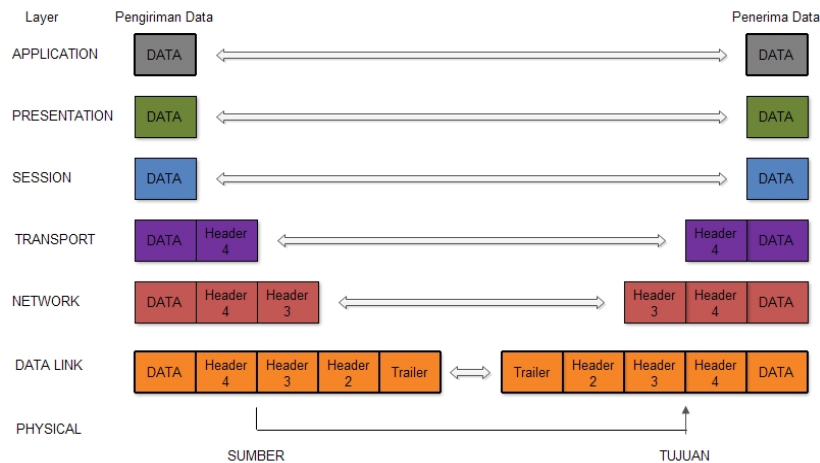 Layer Pengiriman Data Penerima Data
APPLICATION DATA DATA
PRESENTATION DATA DATA
SESSION DATA DATA
TRANSPORT DATA Header 4 Header 4 DATA
NETWORK DATA Header 4 Header 3 Header 3 Header 4 DATA
DATA LINK DATA Header 4 Header 3 Header 2 Trailer Trailer Header 2 Header 3 Header 4 DATA
PHYSICAL
SUMBER TUJUAN